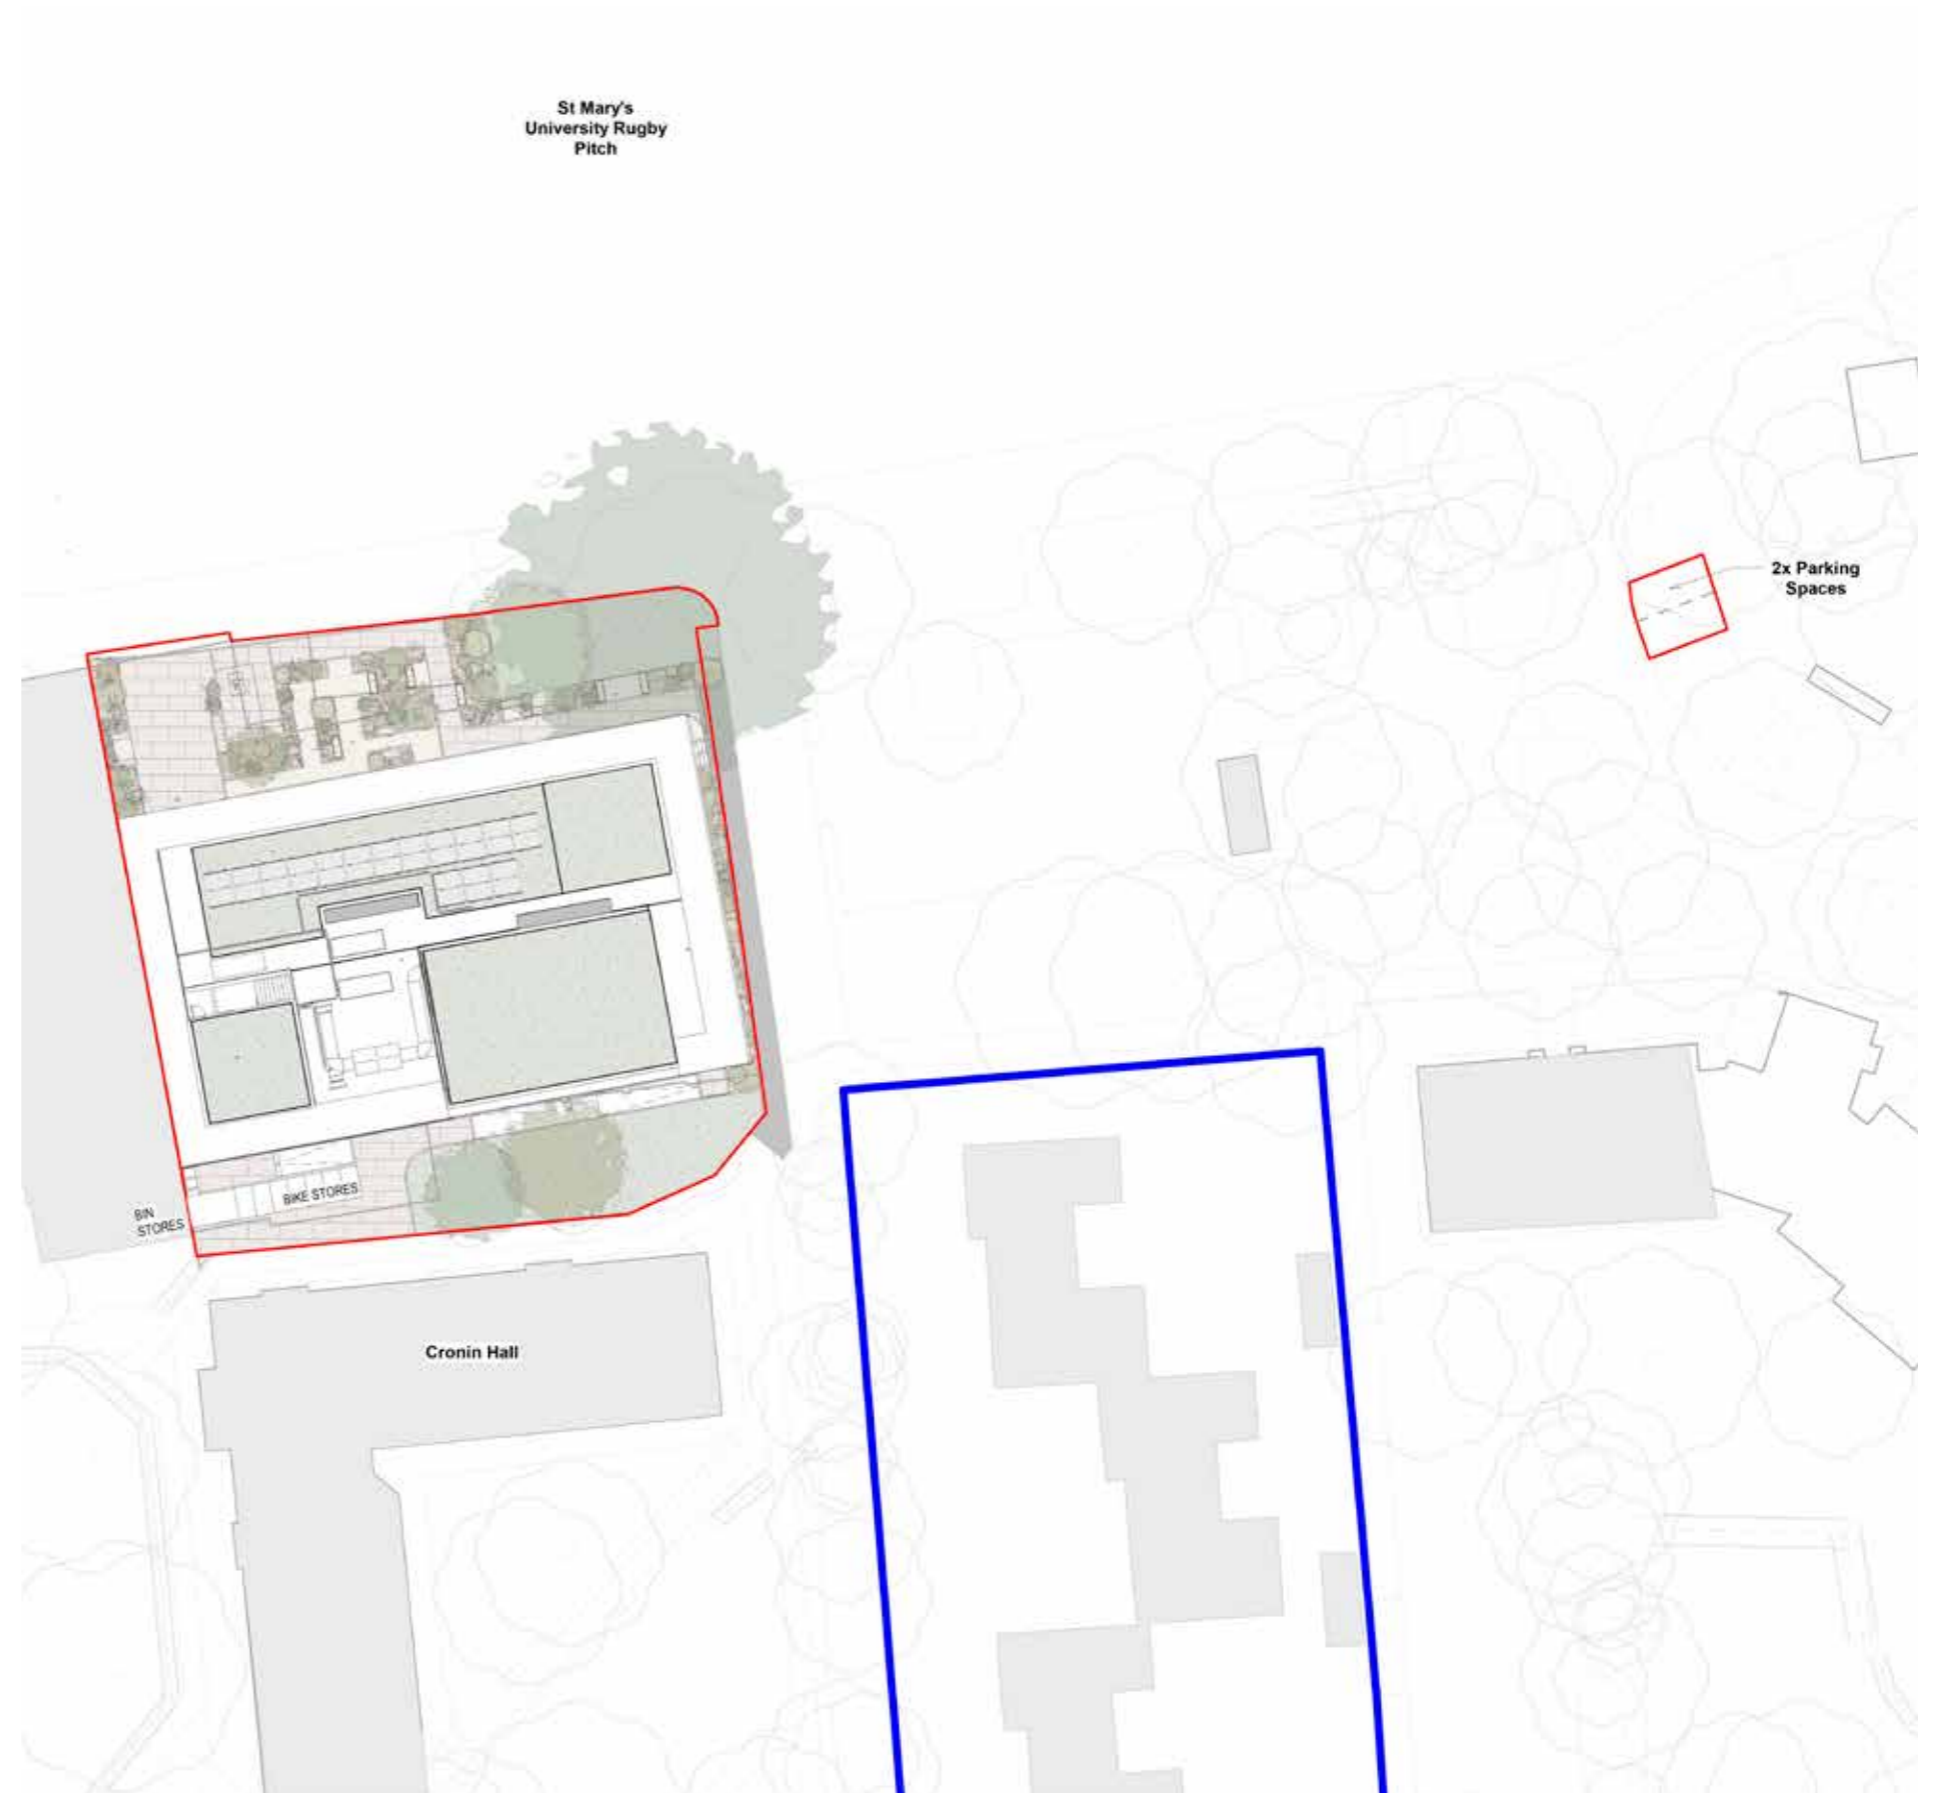 St Mary's
University Rugby
Pitch
2x Parking
Spaces
BIKE STORES
BIN
STORES
Cronin Hall